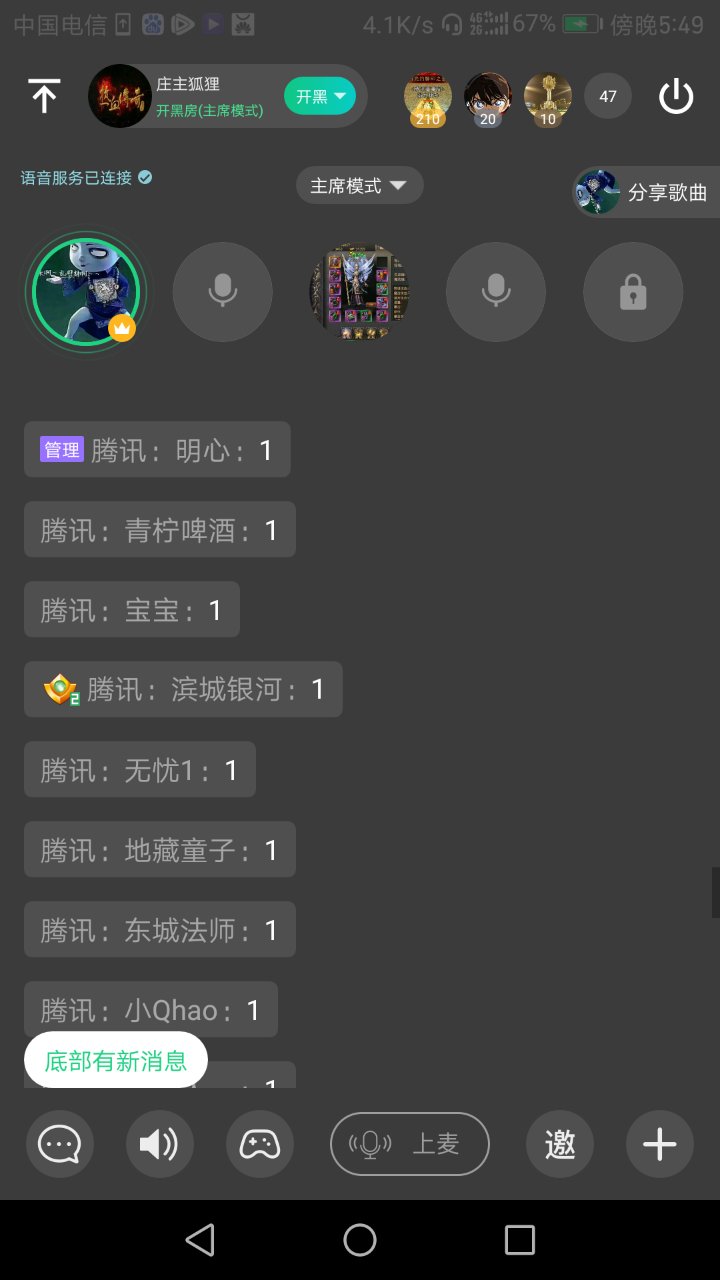 中国电信
4.1K/s 4G 2G 67% 傍晚5:49
庄主狐狸
开黑房(主席模式)
开黑
210
20
10
47
语音服务已连接
主席模式
分享歌曲
管理 腾讯：明心：1
腾讯：青柠啤酒：1
腾讯：宝宝：1
2 腾讯：滨城银河：1
腾讯：无忧1：1
腾讯：地藏童子：1
腾讯：东城法师：1
腾讯：小Qhao：1
底部有新消息
上麦
邀